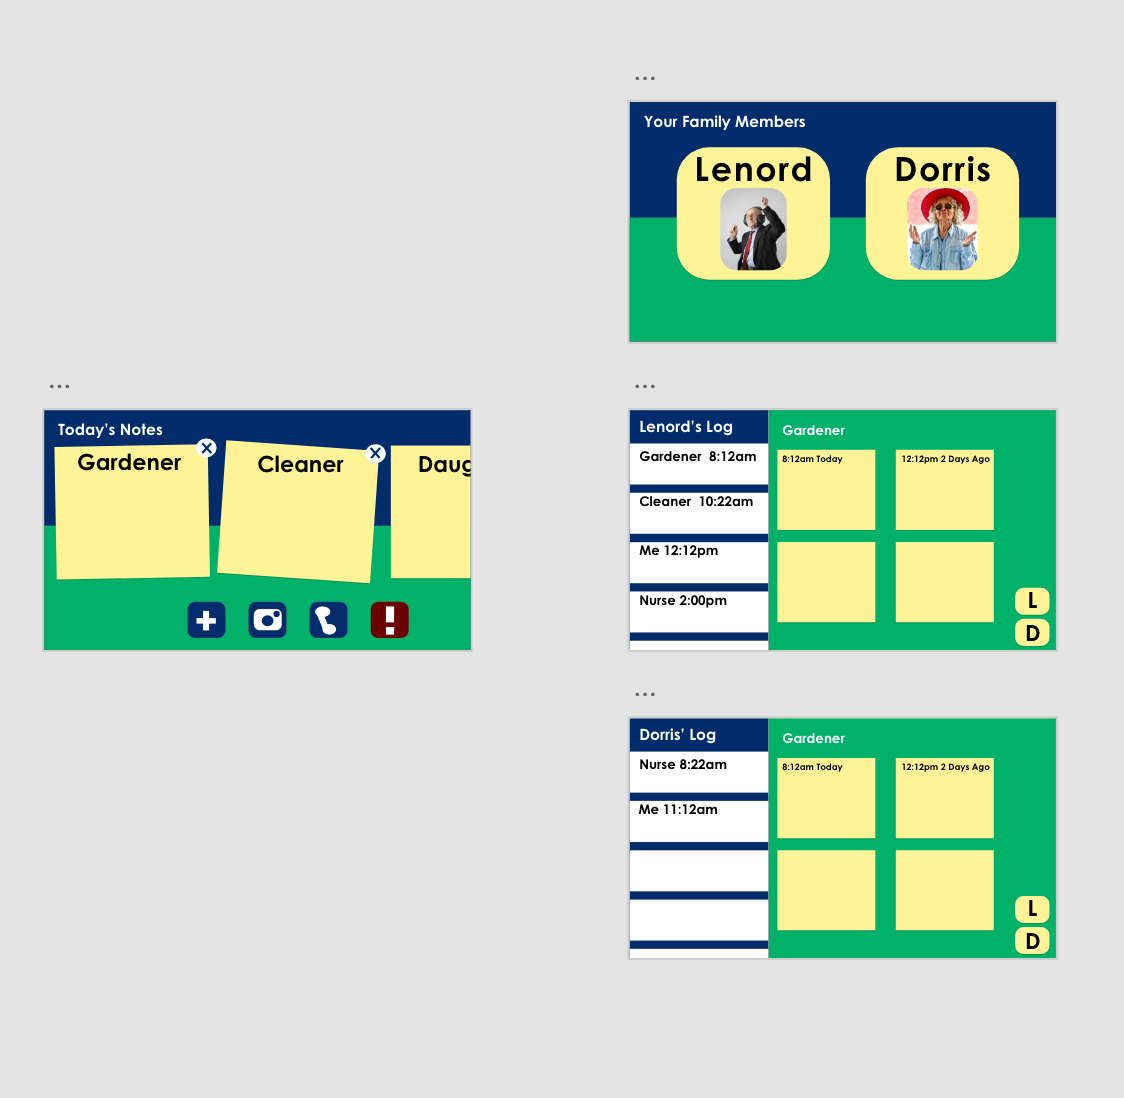 ...
Your Family Members
Lenord
Dorris
...
Today's Notes
Gardener
Cleaner
Daug
...
Lenord's Log
Gardener 8:12am
Cleaner 10:22am
Me 12:12pm
Nurse 2:00pm
Gardener
8:12am Today
12:12pm 2 Days Ago
L
D
...
Dorris' Log
Nurse 8:22am
Me 11:12am
Gardener
8:12am Today
12:12pm 2 Days Ago
L
D